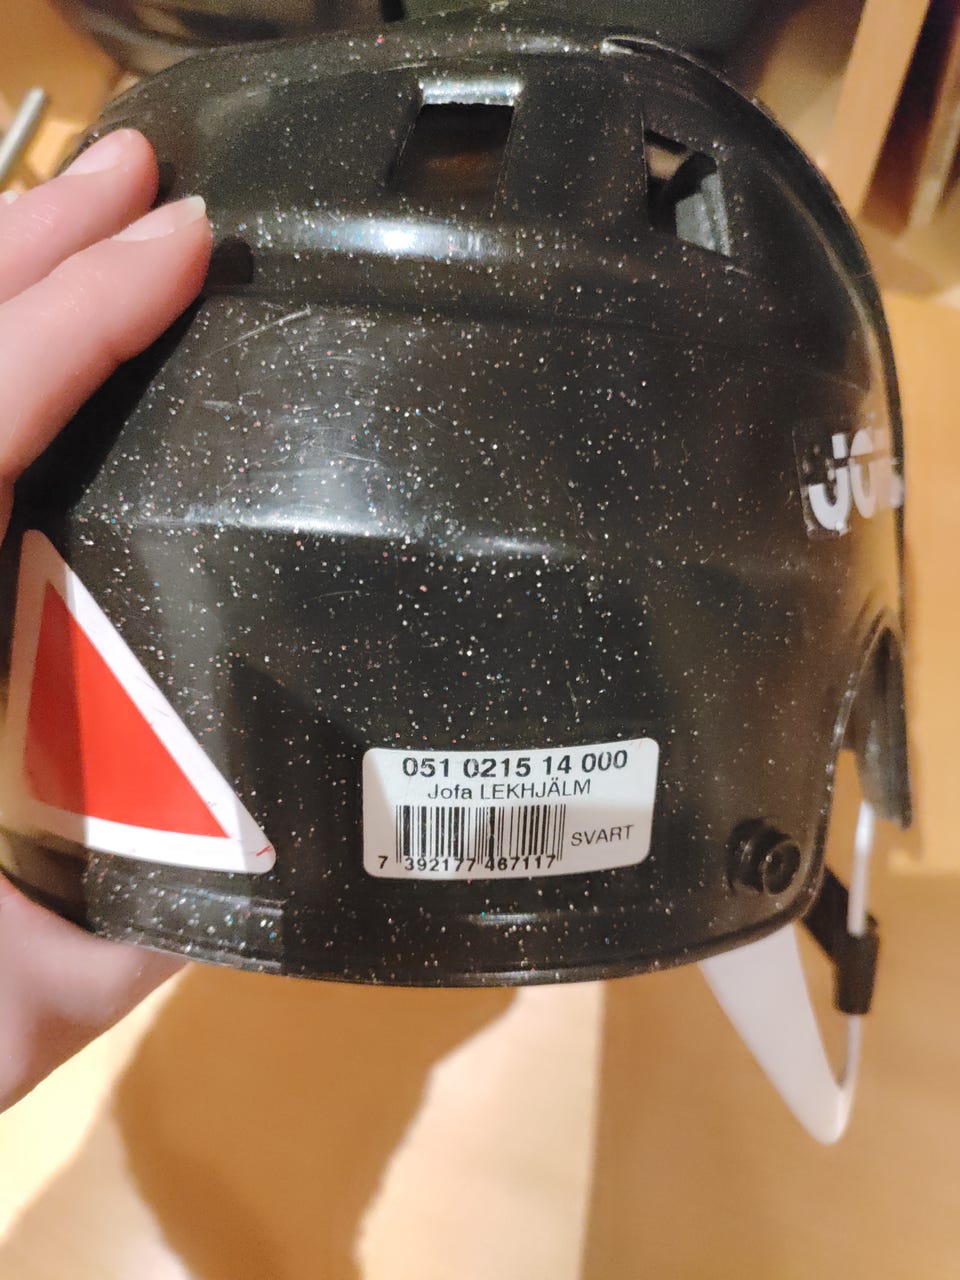 051 0215 14 000
Jofa LEKHJÄLM
SVART
7 392177 467117